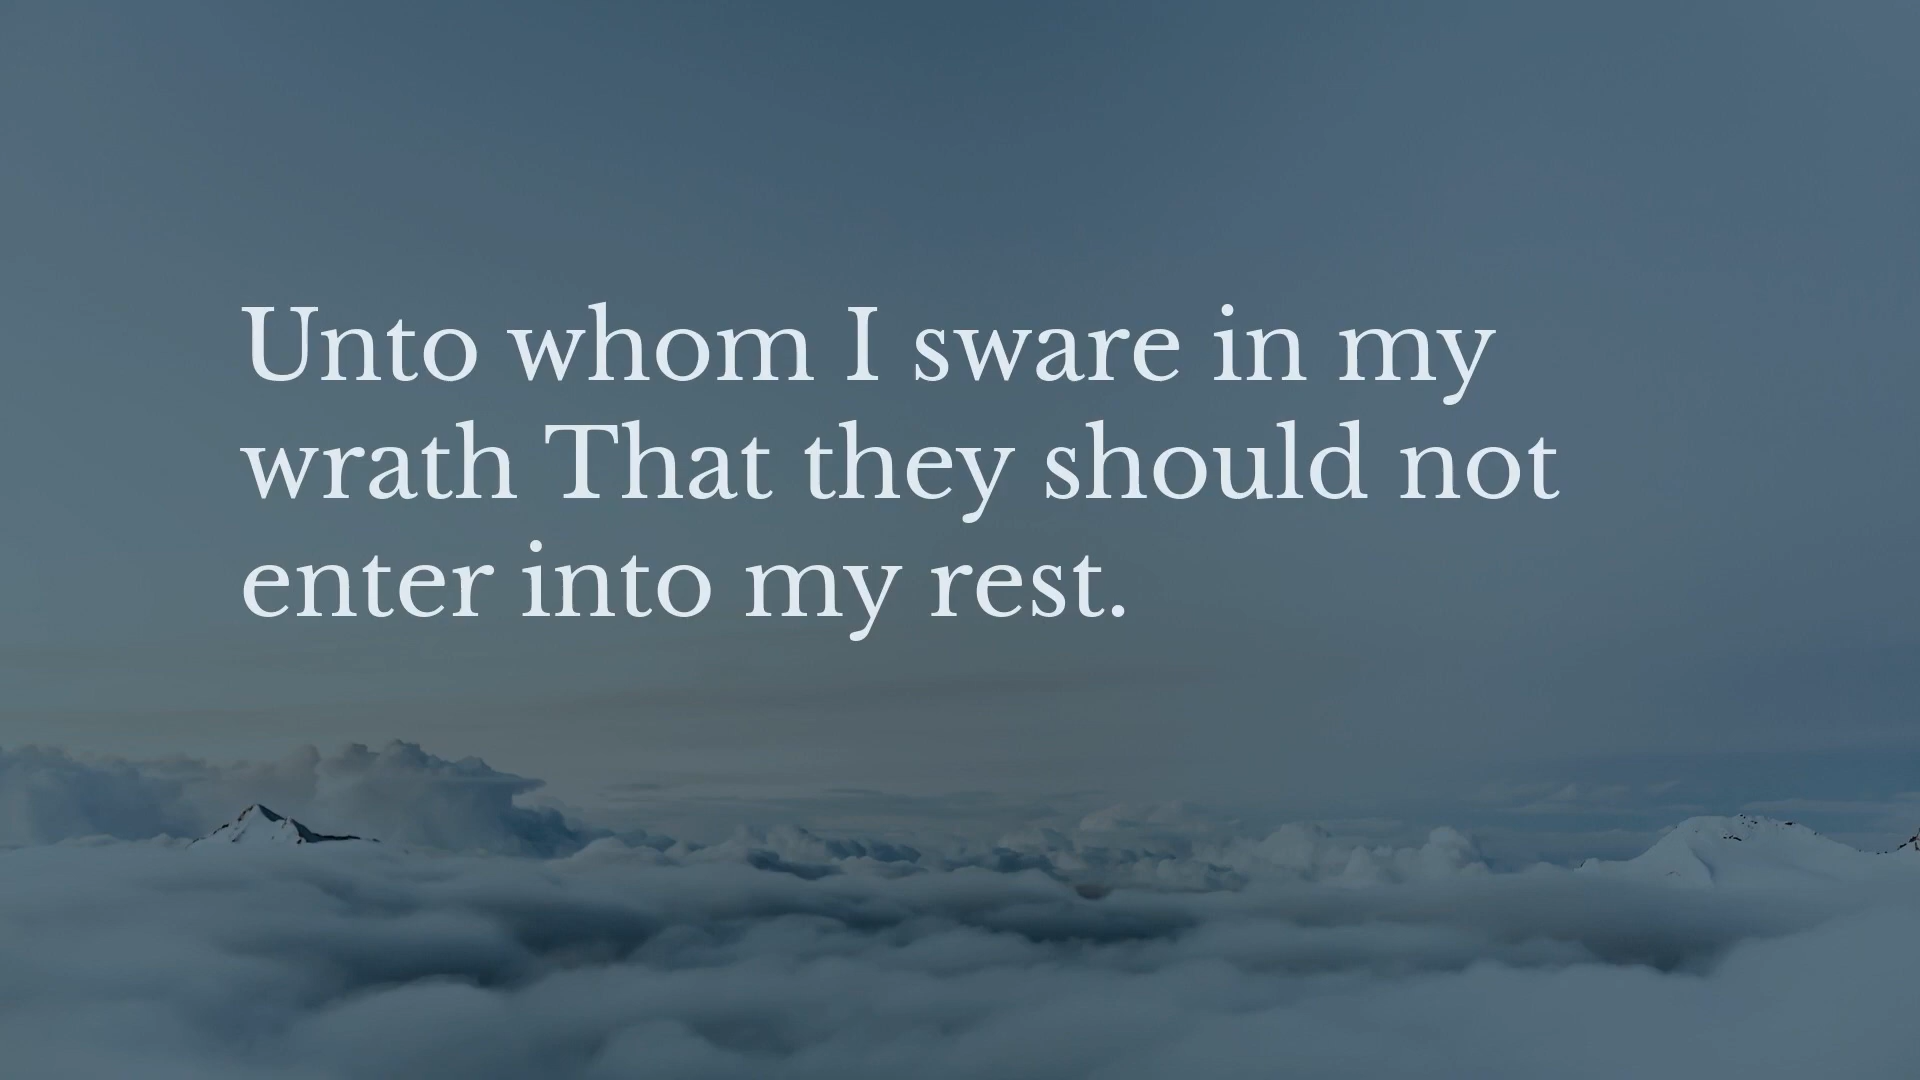 Unto whom I sware in my
wrath That they should not
enter into my rest.